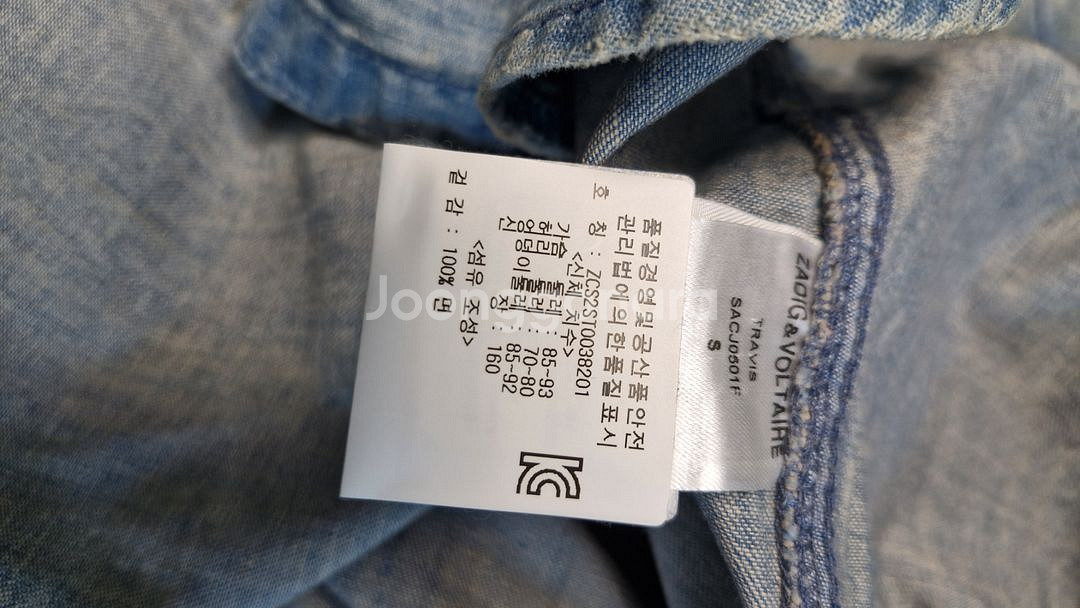 품질경영및공산품안전
관리법에의한품질표시
호 칭 : ZCS2ST0038201
<신체 치수>
가슴 둘레 : 85~93
허리 둘레 : 70~80
엉덩이둘레 : 85~92
신 장 : 160
<섬유 조성>
겉 감 : 100% 면
KC
ZADIG&VOLTAIRE
TRAVIS
SACJ0501F
S
Joonggonara